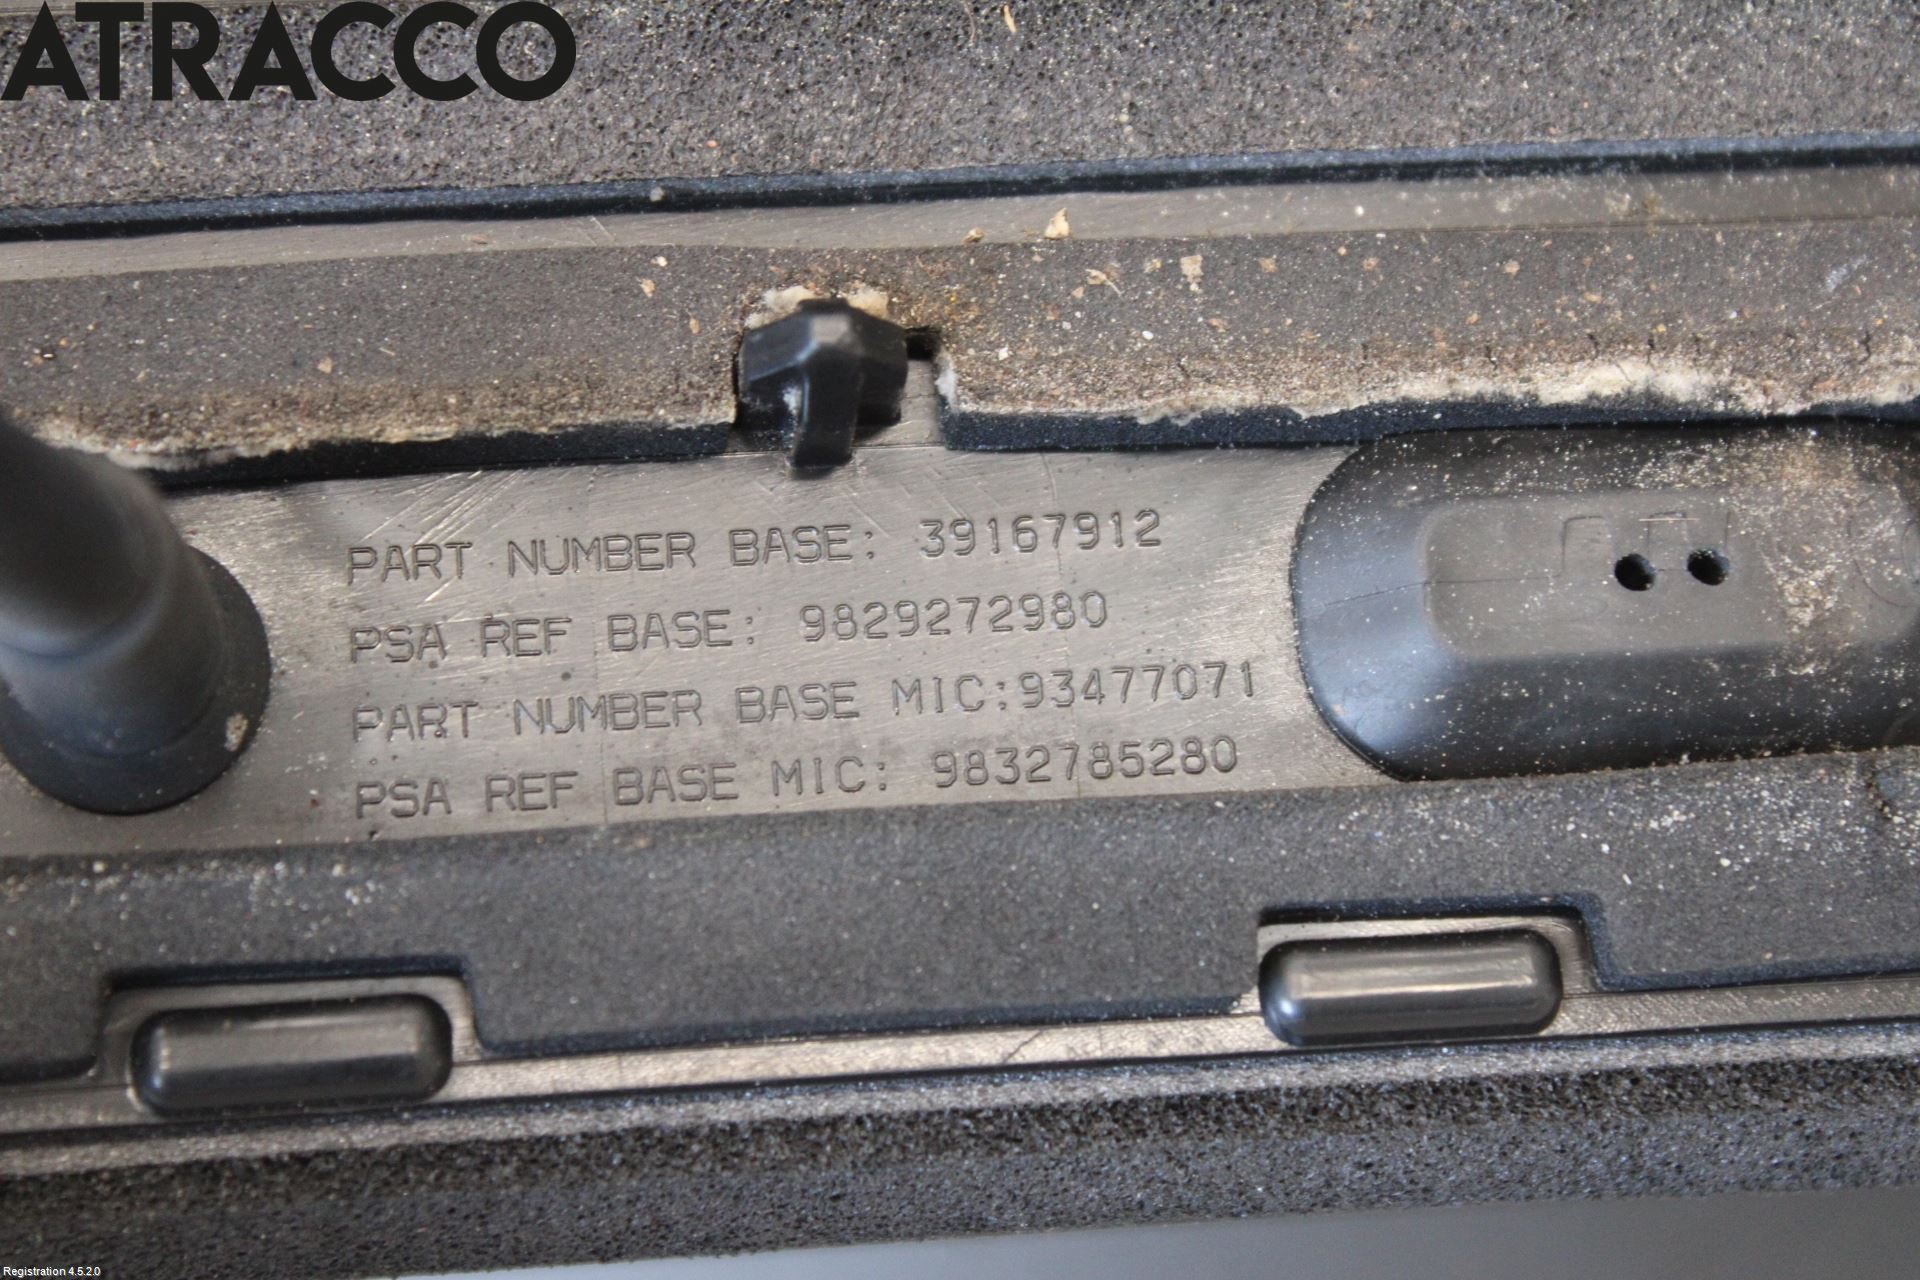 ATRACCO
PART NUMBER BASE: 39167912
PSA REF BASE: 9829272980
PART NUMBER BASE MIC:93477071
PSA REF BASE MIC: 9832785280
Registration 4.5.2.0